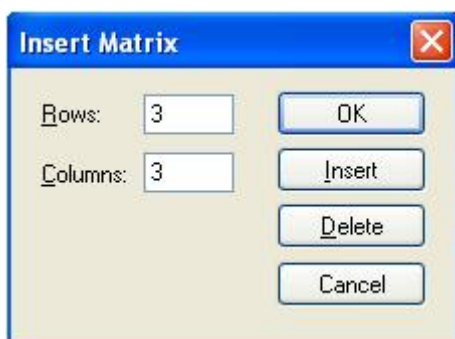 Insert Matrix
Rows: 3 OK
Columns: 3 Insert
Delete
Cancel